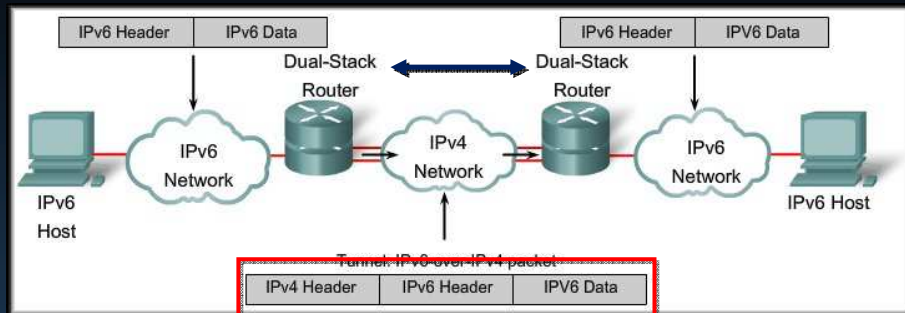 IPv6 Header IPv6 Data
IPv6 Header IPV6 Data
Dual-Stack
Router
Dual-Stack
Router
IPv6
Network
IPv4
Network
IPv6
Network
IPv6
Host
IPv6 Host
Tunnel: IPv6-over-IPv4 packet
IPv4 Header IPv6 Header IPV6 Data